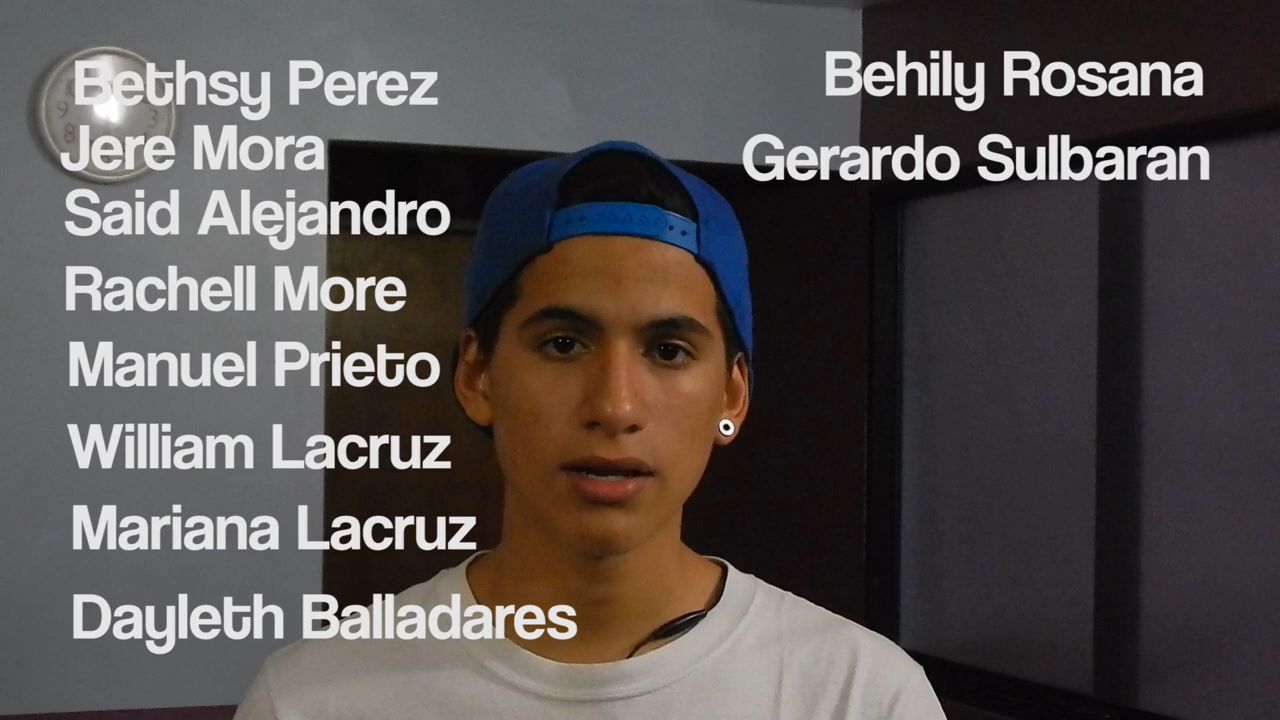 Bethsy Perez
Jere Mora
Said Alejandro
Rachell More
Manuel Prieto
William Lacruz
Mariana Lacruz
Dayleth Balladares
Behily Rosana
Gerardo Sulbaran